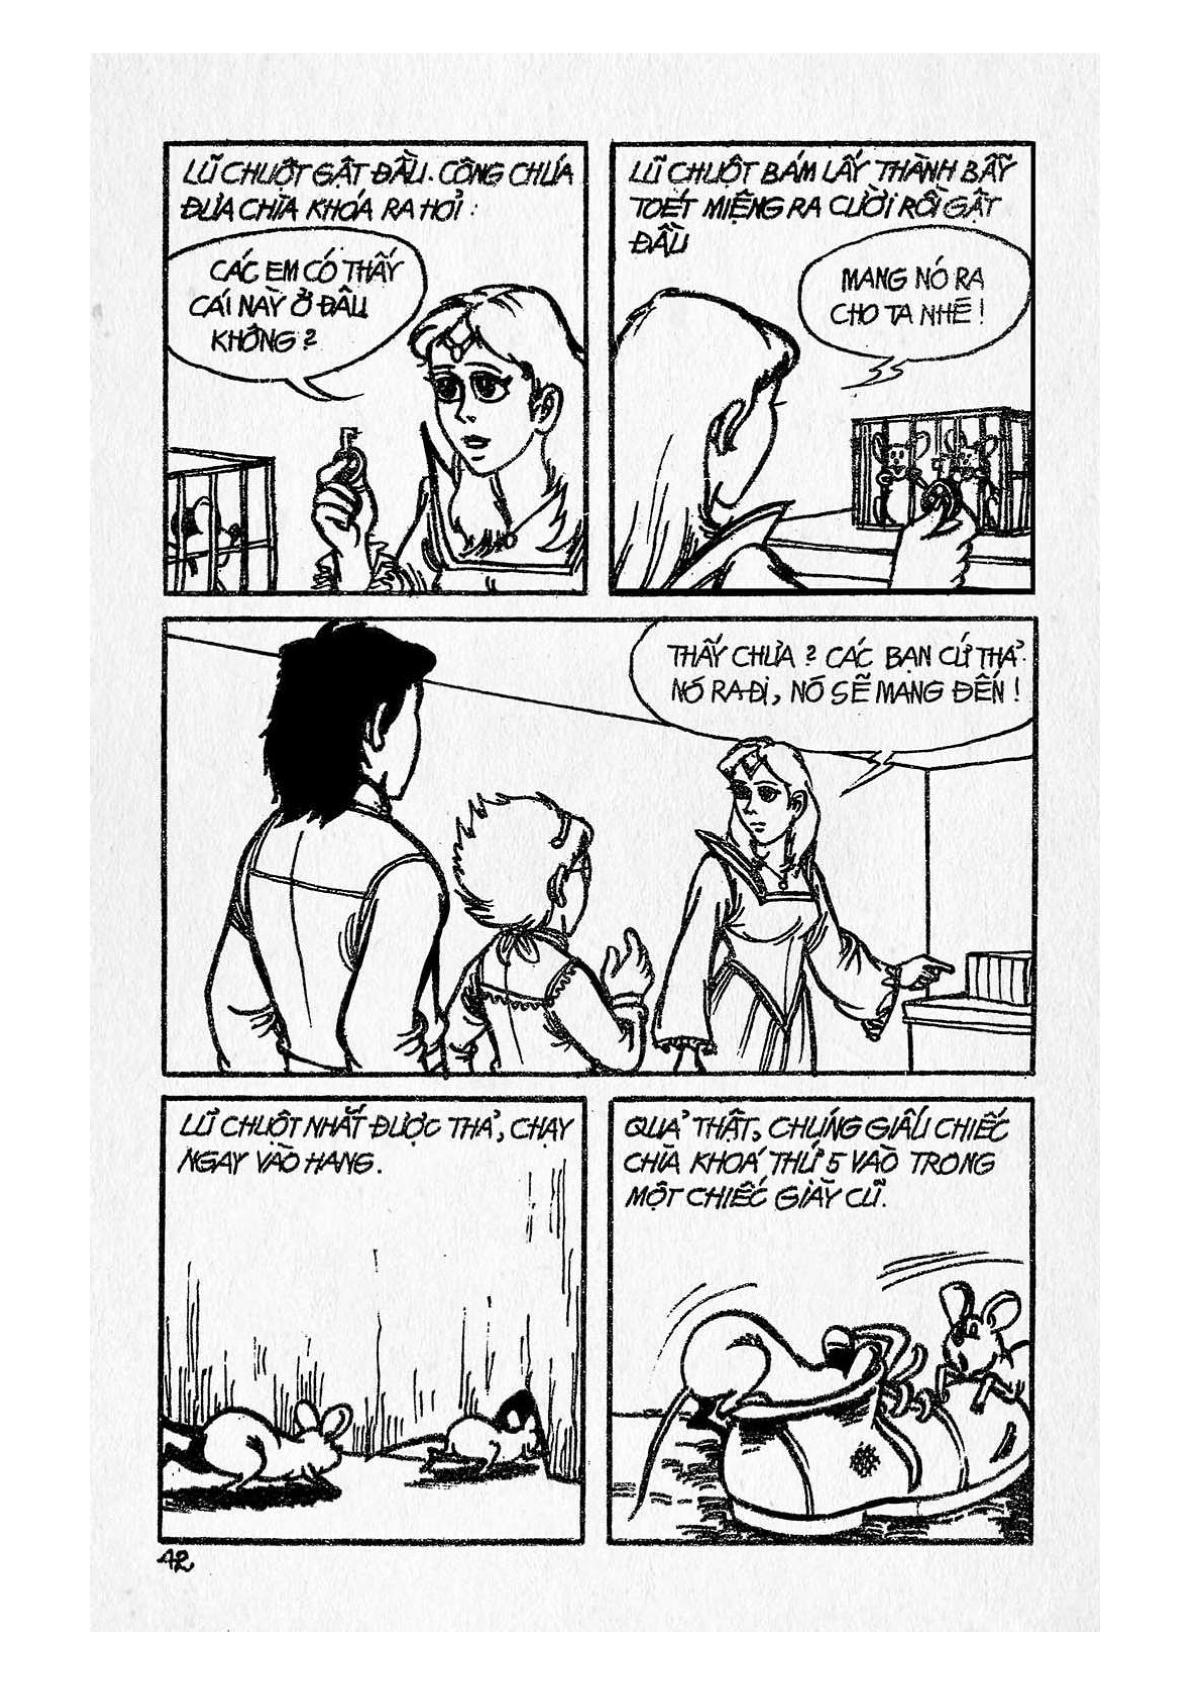 LŨ CHUỘT GẬT ĐẦU. CÔNG CHÚA
ĐƯA CHÌA KHÓA RA HỎI :
CÁC EM CÓ THẤY
CÁI NÀY Ở ĐÂU
KHÔNG ?
LŨ CHUỘT BÁM LẤY THÀNH BẪY
TOÉT MIỆNG RA CƯỜI RỒI GẬT
ĐẦU
MANG NÓ RA
CHO TA NHÉ !
THẤY CHƯA ? CÁC BẠN CỨ THẢ
NÓ RA ĐI, NÓ SẼ MANG ĐẾN !
LŨ CHUỘT NHẮT ĐƯỢC THẢ, CHẠY
NGAY VÀO HANG.
QUẢ THẬT, CHÚNG GIẤU CHIẾC
CHÌA KHOÁ THỨ 5 VÀO TRONG
MỘT CHIẾC GIÀY CŨ.
42